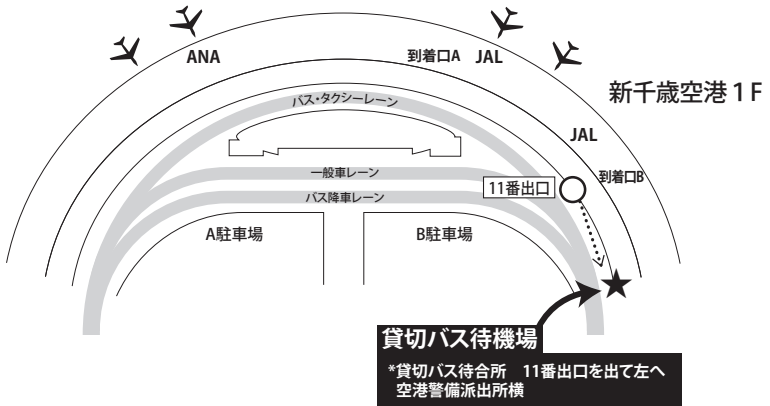 ANA
到着口A JAL
新千歳空港1F
バス・タクシーレーン
JAL
到着口B
一般車レーン
11番出口
バス降車レーン
A駐車場
B駐車場
貸切バス待機場
*貸切バス待合所 11番出口を出て左へ
空港警備派出所横